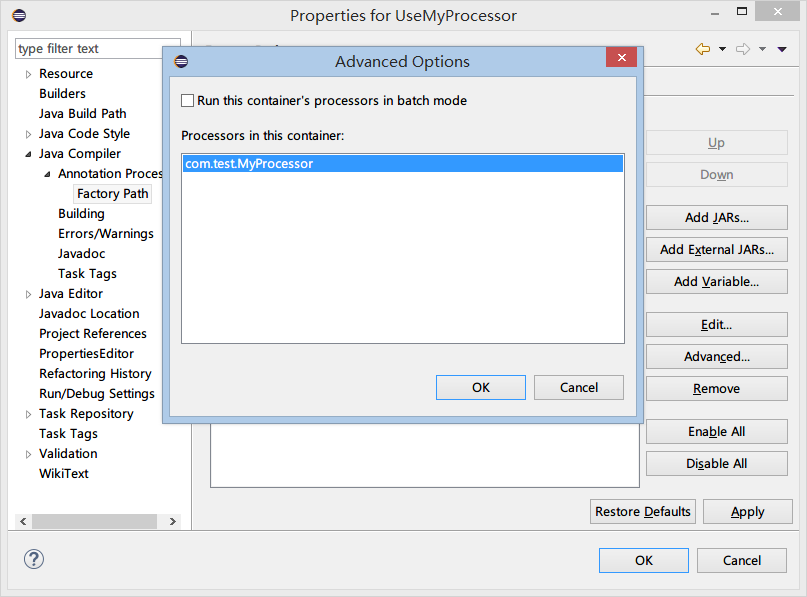 Properties for UseMyProcessor
type filter text
Resource
Builders
Java Build Path
Java Code Style
Java Compiler
Annotation Proces
Factory Path
Building
Errors/Warnings
Javadoc
Task Tags
Java Editor
Javadoc Location
Project References
PropertiesEditor
Refactoring History
Run/Debug Settings
Task Repository
Task Tags
Validation
WikiText
Advanced Options
Run this container's processors in batch mode
Processors in this container:
com.test.MyProcessor
OK
Cancel
Up
Down
Add JARs...
Add External JARs...
Add Variable...
Edit...
Advanced...
Remove
Enable All
Disable All
Restore Defaults
Apply
?
OK
Cancel